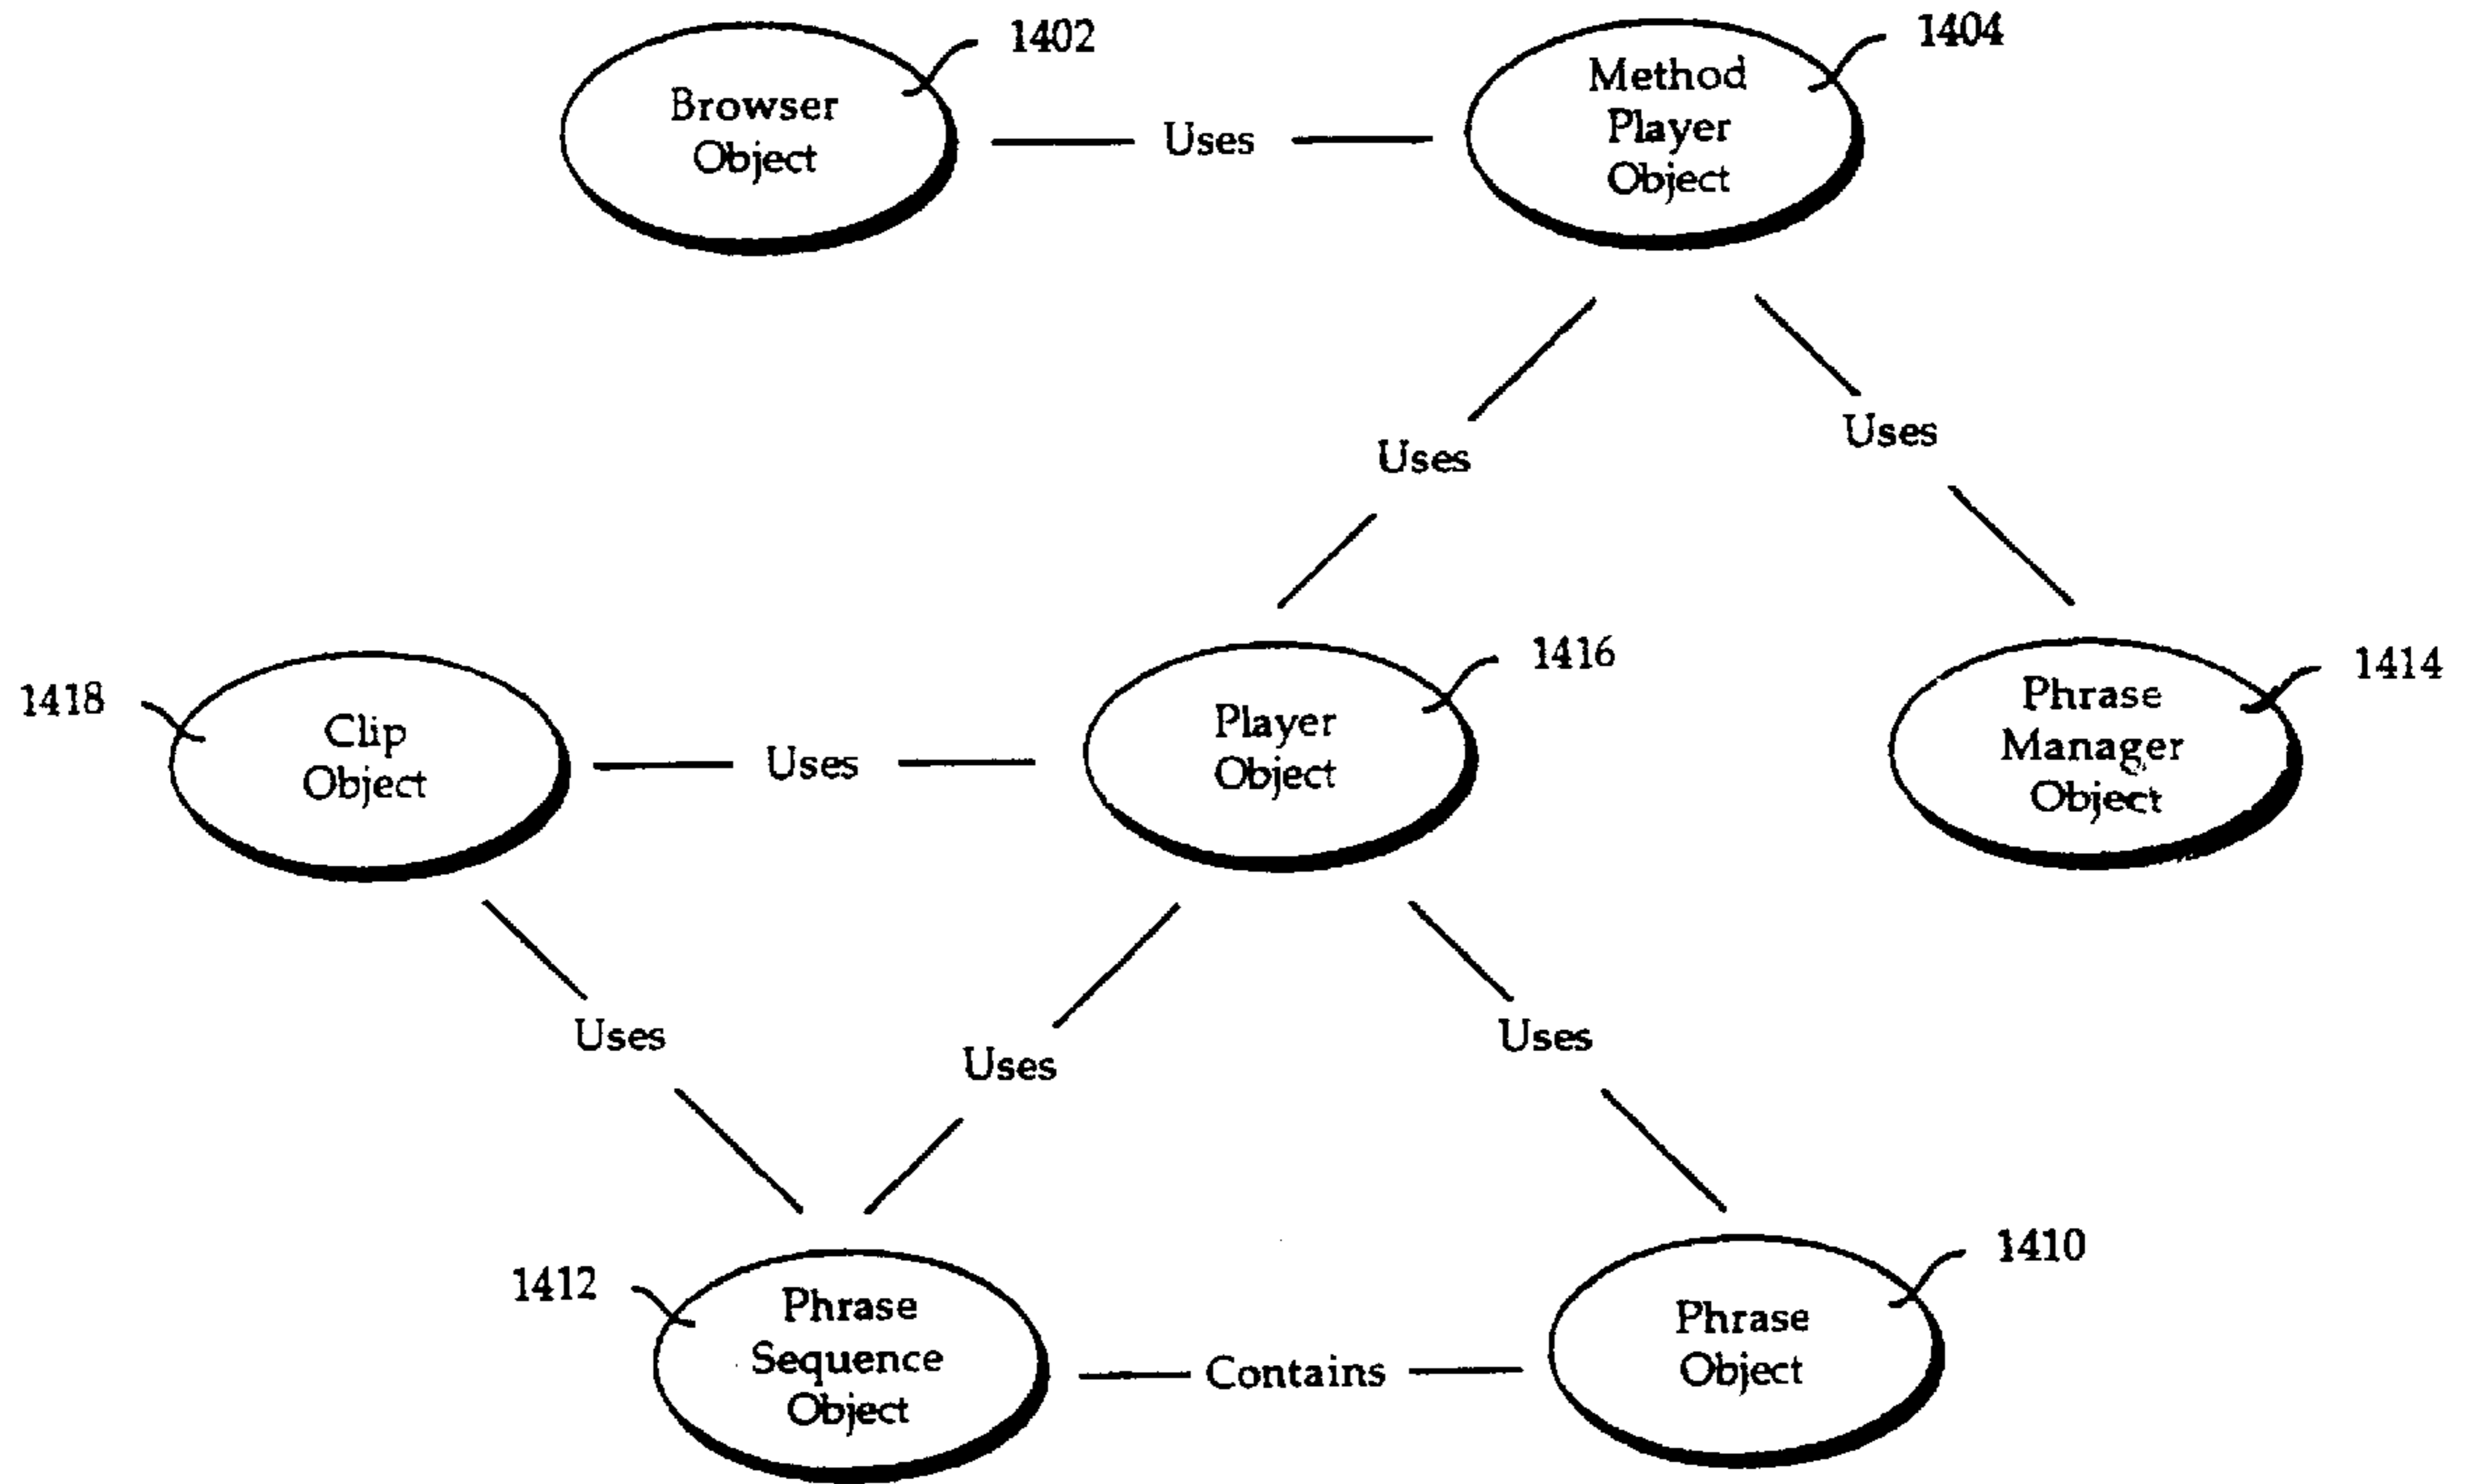 1402
Browser
Object
Uses
1404
Method
Player
Object
Uses
Uses
1418
Clip
Object
Uses
1416
Player
Object
1414
Phrase
Manager
Object
Uses
Uses
Uses
1412
Phrase
Sequence
Object
Contains
1410
Phrase
Object